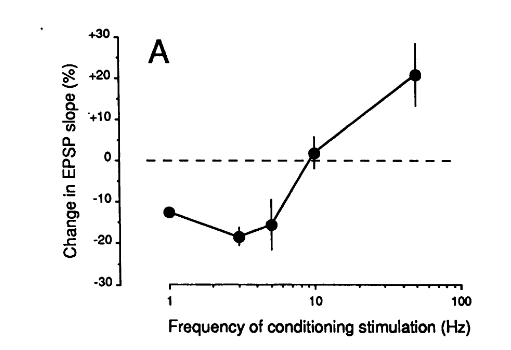 A
+30
+20
+10
0
-10
-20
-30
Change in EPSP slope (%)
1 10 100
Frequency of conditioning stimulation (Hz)